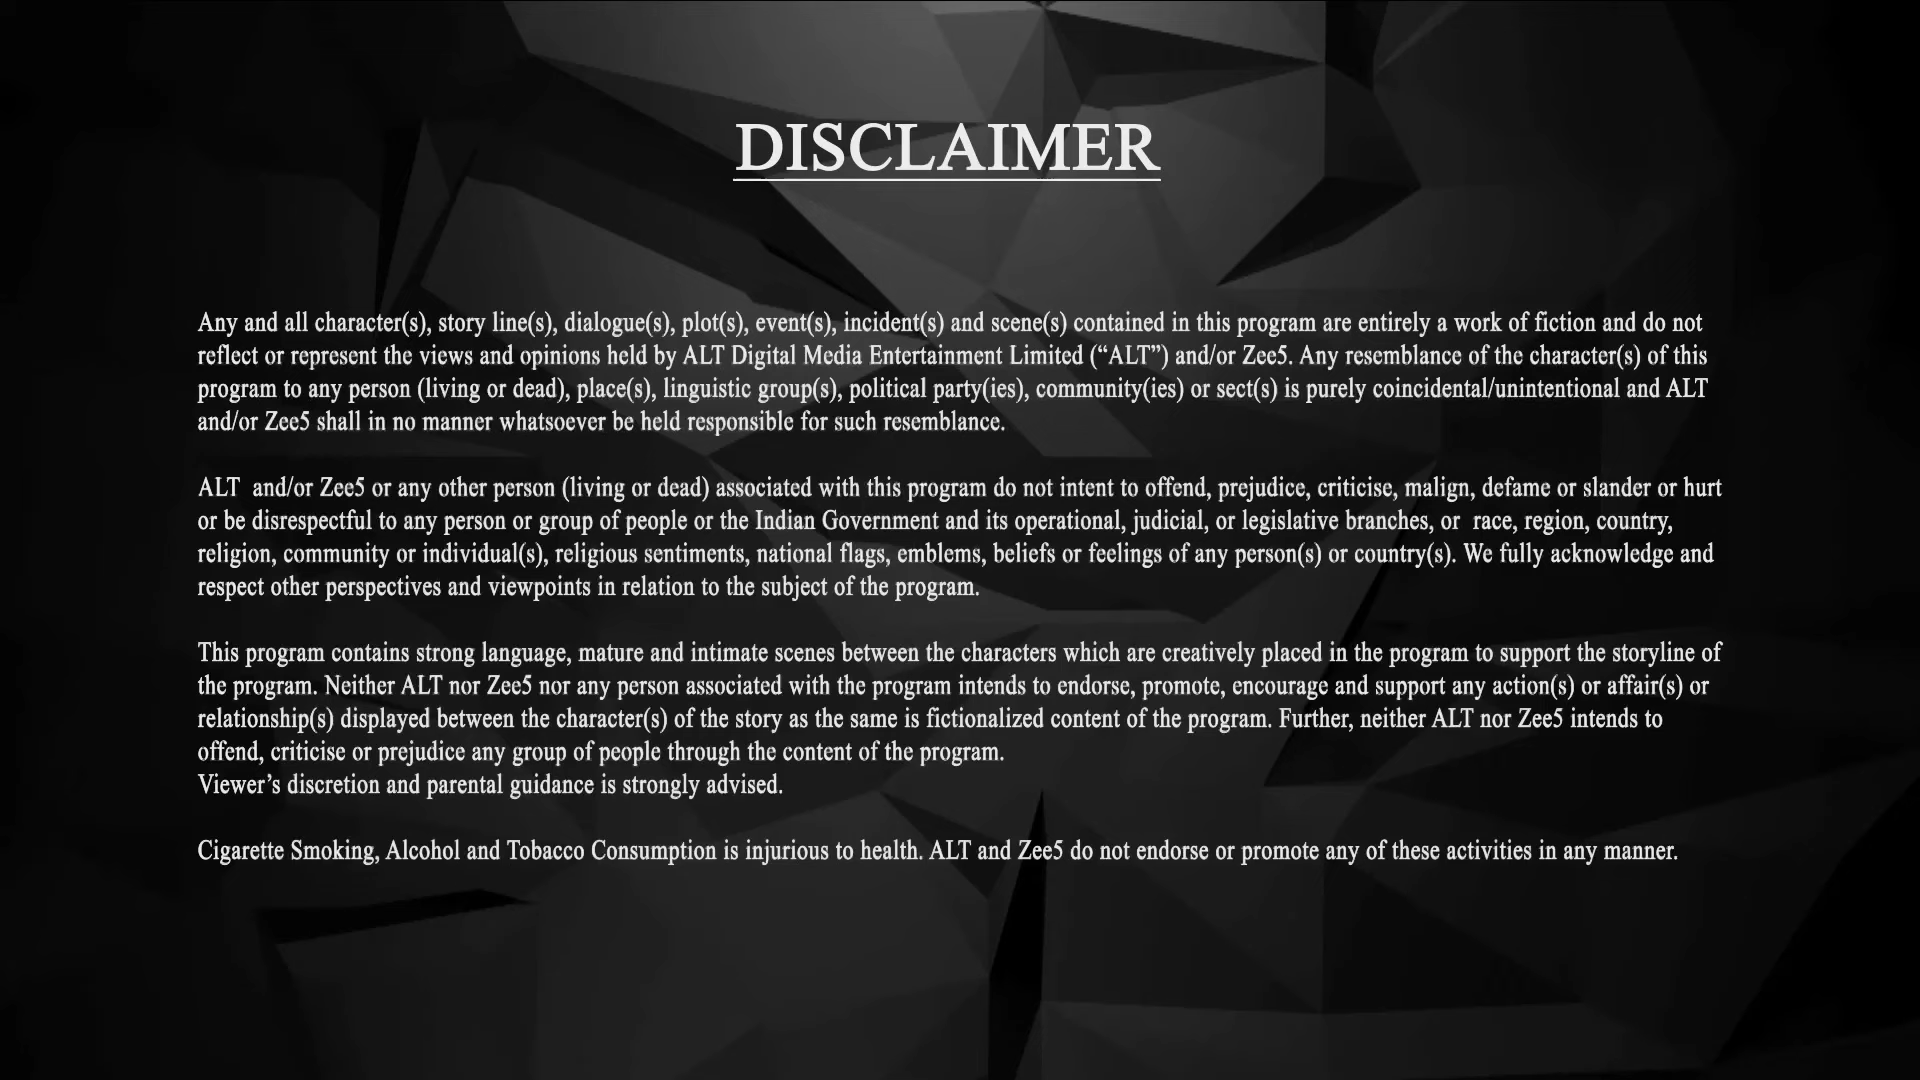 DISCLAIMER
Any and all character(s), story line(s), dialogue(s), plot(s), event(s), incident(s) and scene(s) contained in this program are entirely a work of fiction and do not
reflect or represent the views and opinions held by ALT Digital Media Entertainment Limited (“ALT”) and/or Zee5. Any resemblance of the character(s) of this
program to any person (living or dead), place(s), linguistic group(s), political party(ies), community(ies) or sect(s) is purely coincidental/unintentional and ALT
and/or Zee5 shall in no manner whatsoever be held responsible for such resemblance.
ALT  and/or Zee5 or any other person (living or dead) associated with this program do not intent to offend, prejudice, criticise, malign, defame or slander or hurt
or be disrespectful to any person or group of people or the Indian Government and its operational, judicial, or legislative branches, or  race, region, country,
religion, community or individual(s), religious sentiments, national flags, emblems, beliefs or feelings of any person(s) or country(s). We fully acknowledge and
respect other perspectives and viewpoints in relation to the subject of the program.
This program contains strong language, mature and intimate scenes between the characters which are creatively placed in the program to support the storyline of
the program. Neither ALT nor Zee5 nor any person associated with the program intends to endorse, promote, encourage and support any action(s) or affair(s) or
relationship(s) displayed between the character(s) of the story as the same is fictionalized content of the program. Further, neither ALT nor Zee5 intends to
offend, criticise or prejudice any group of people through the content of the program.
Viewer’s discretion and parental guidance is strongly advised.
Cigarette Smoking, Alcohol and Tobacco Consumption is injurious to health. ALT and Zee5 do not endorse or promote any of these activities in any manner.